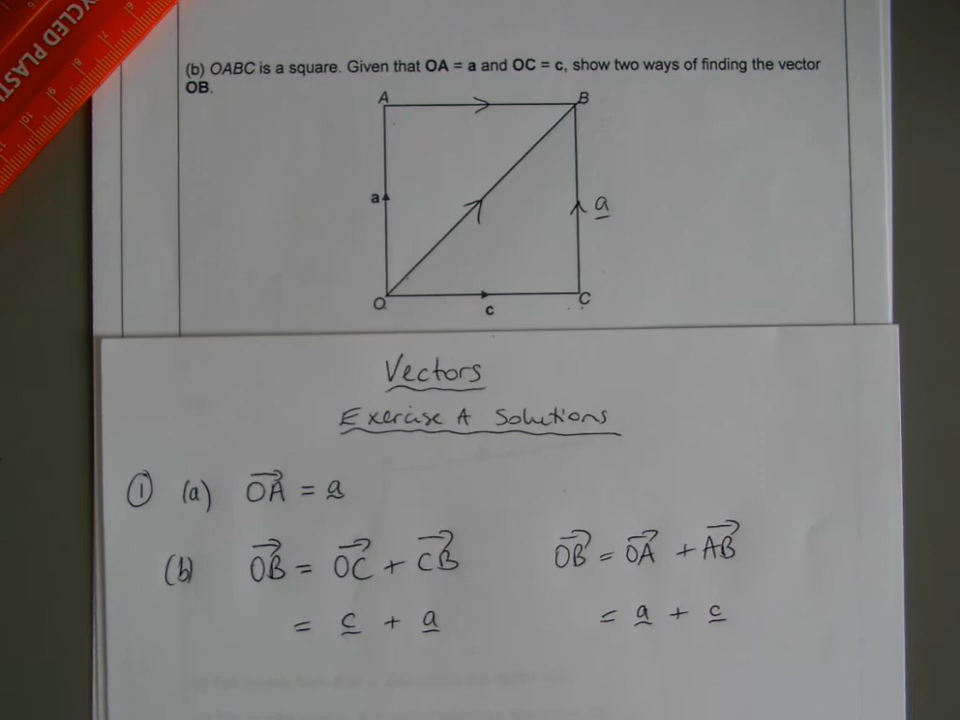 CYCLED PLAST
(b) OABC is a square. Given that OA = a and OC = c, show two ways of finding the vector
OB.
A B
a a
O C
c
Vectors
Exercise A Solutions
① (a) OA = a
(b) OB = OC + CB OB = OA + AB
= c + a = a + c